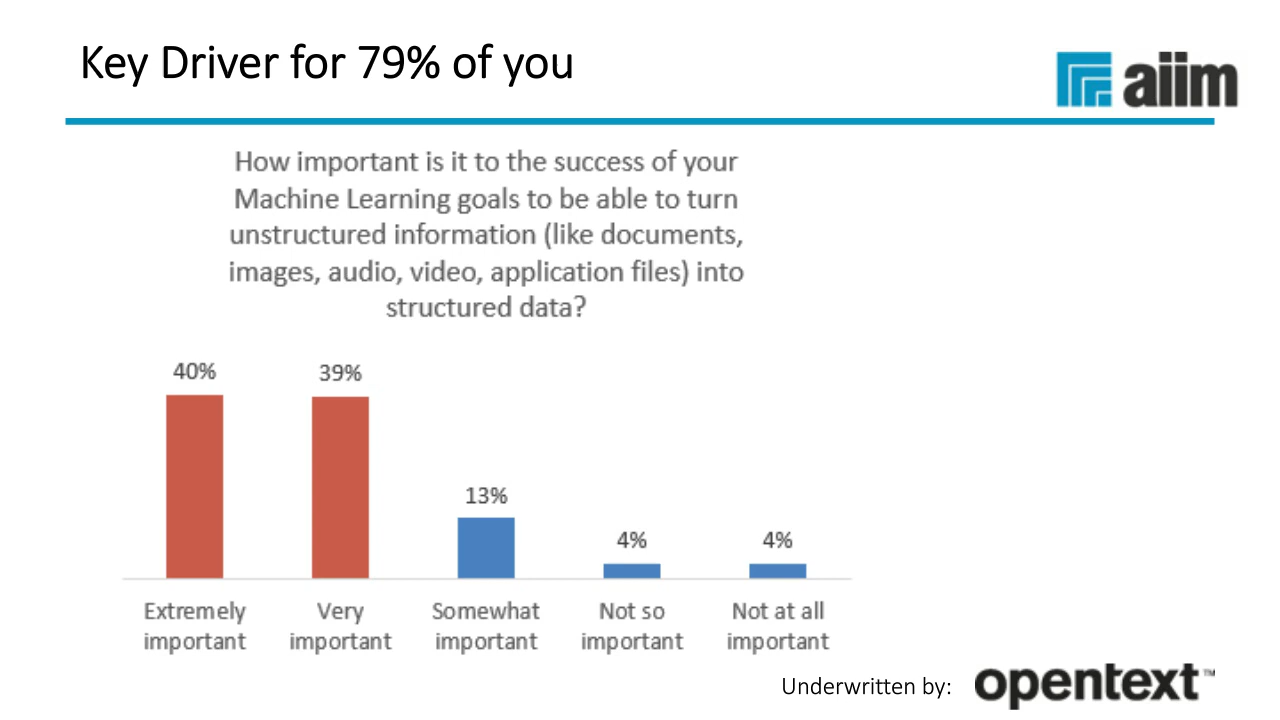 Key Driver for 79% of you
aiim
How important is it to the success of your
Machine Learning goals to be able to turn
unstructured information (like documents,
images, audio, video, application files) into
structured data?
40%
39%
13%
4%
4%
Extremely
important
Very
important
Somewhat
important
Not so
important
Not at all
important
Underwritten by:
opentext™